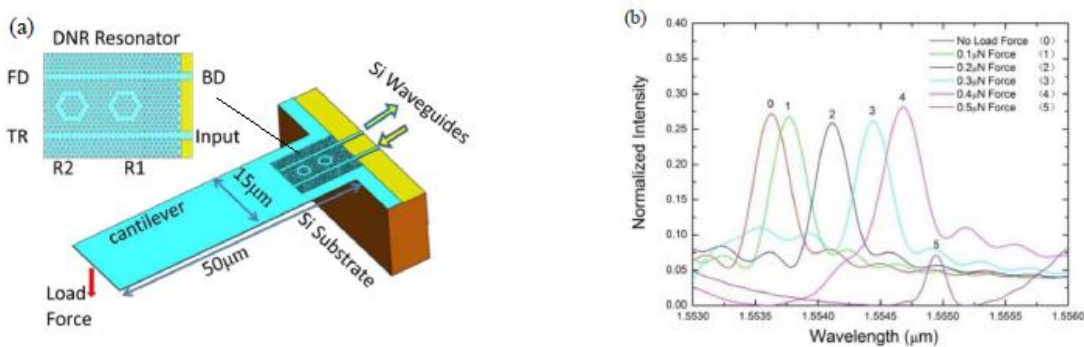 (a)
DNR Resonator
FD
BD
TR
Input
R2
R1
Si Waveguides
15μm
cantilever
50μm
Si Substrate
Load
Force
(b)
Normalized Intensity
0.40
0.35
0.30
0.25
0.20
0.15
0.10
0.05
0.00
No Load Force (0)
0.1μN Force (1)
0.2μN Force (2)
0.3μN Force (3)
0.4μN Force (4)
0.5μN Force (5)
0
1
2
3
4
5
1.5530 1.5535 1.5540 1.5545 1.5550 1.5555 1.5560
Wavelength (μm)